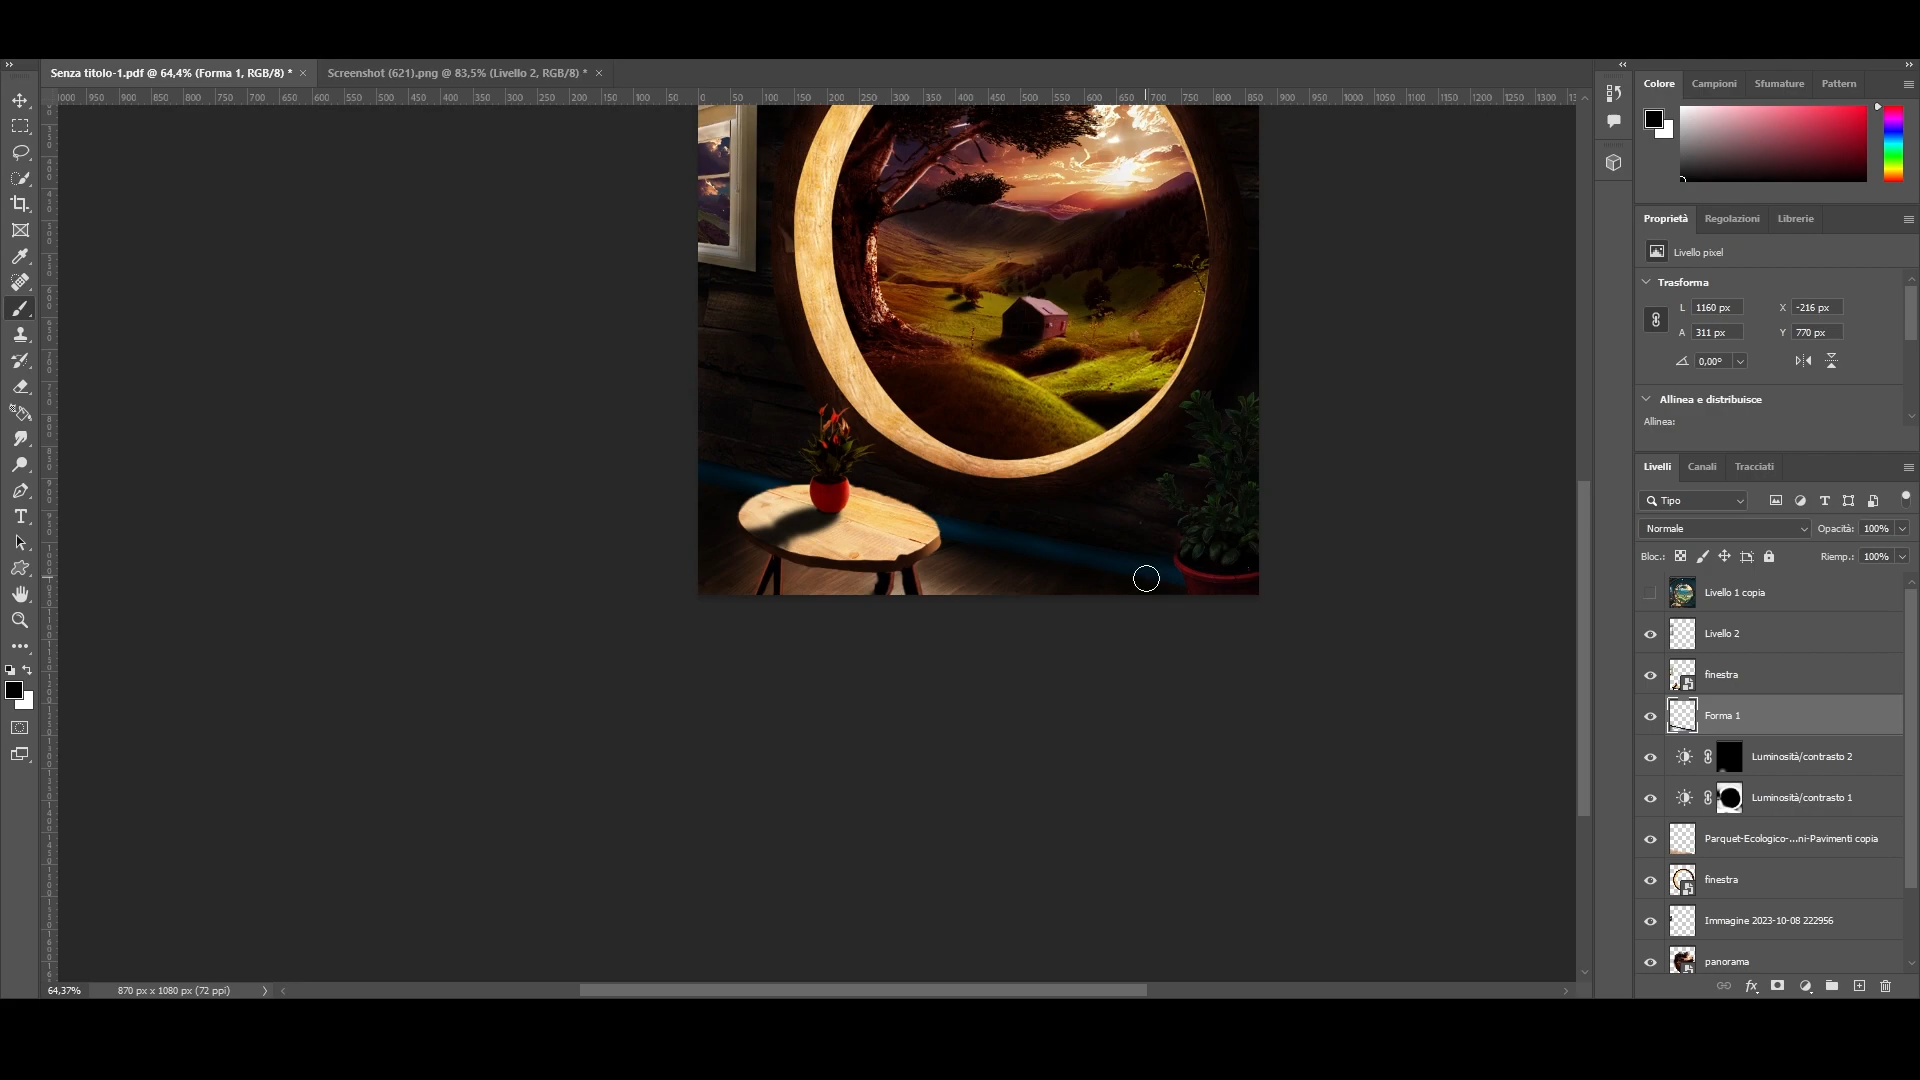 Senza titolo-1.pdf @ 64,4% (Forma 1, RGB/8) * ×
Screenshot (621).png @ 83,5% (Livello 2, RGB/8) * ×
1000 950 900 850 800 750 700 650 600 550 500 450 400 350 300 250 200 150 100 50 0 50 100 150 200 250 300 350 400 450 500 550 600 650 700 750 800 850 900 950 1000 1050 1100 1150 1200 1250 1300
Colore Campioni Sfumature Pattern
Proprietà Regolazioni Librerie
Livello pixel
Trasforma
L 1160 px X -216 px
A 311 px Y 770 px
0,00°
Allinea e distribuisce
Allinea:
Livelli Canali Tracciati
Tipo
Normale Opacità: 100%
Bloc.: Riemp.: 100%
Livello 1 copia
Livello 2
finestra
Forma 1
Luminosità/contrasto 2
Luminosità/contrasto 1
Parquet-Ecologico-...ni-Pavimenti copia
finestra
Immagine 2023-10-08 222956
panorama
fx
64,37% 870 px x 1080 px (72 ppi)